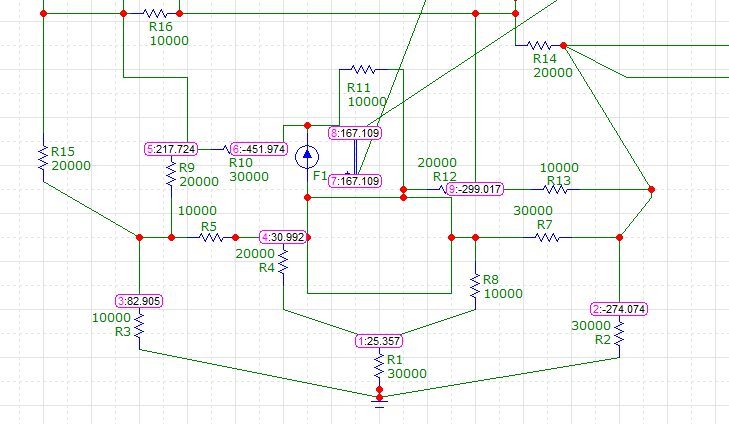 R16
10000
R14
20000
R11
10000
8:167.109
5:217.724
6:-451.974
R15
20000
R10
30000
F1
7:167.109
R9
20000
20000
R12
9:-299.017
10000
R13
10000
R5
30000
R7
4:30.992
20000
R4
R8
10000
3:82.905
10000
R3
2:-274.074
30000
R2
1:25.357
R1
30000